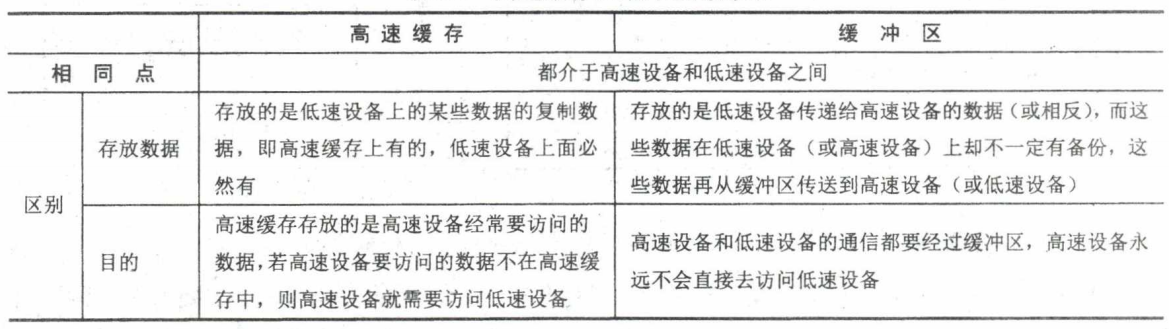 高速缓存 缓冲区
相同点 都介于高速设备和低速设备之间
区别
存放数据
存放的是低速设备上的某些数据的复制数
据，即高速缓存上有的，低速设备上面必
然有
存放的是低速设备传递给高速设备的数据（或相反），而这
些数据在低速设备（或高速设备）上却不一定有备份，这
些数据再从缓冲区传送到高速设备（或低速设备）
目的
高速缓存存放的是高速设备经常要访问的
数据，若高速设备要访问的数据不在高速缓
存中，则高速设备就需要访问低速设备
高速设备和低速设备的通信都要经过缓冲区，高速设备永
远不会直接去访问低速设备